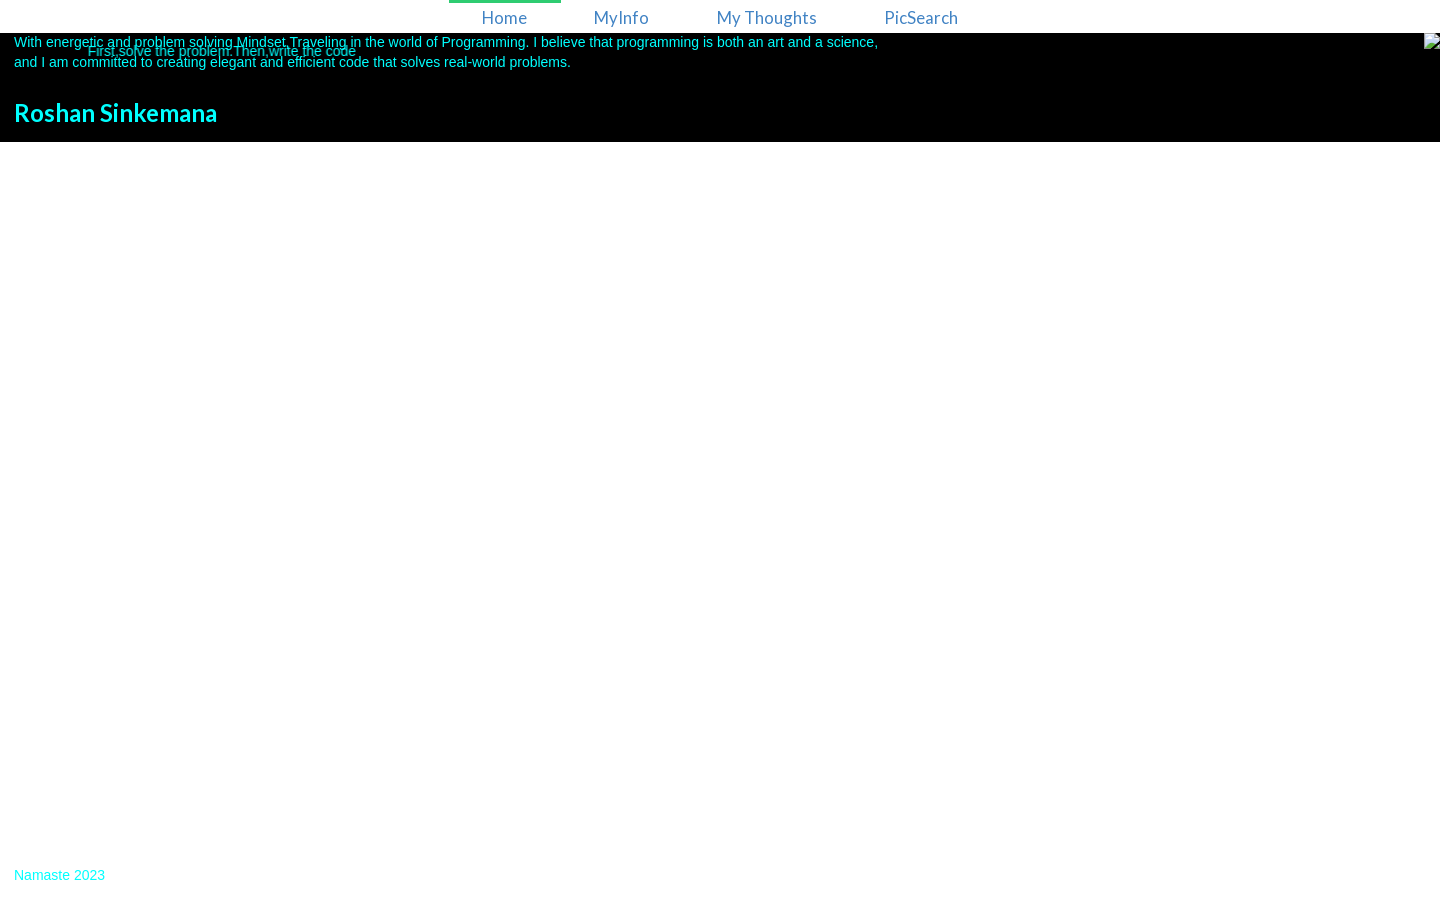 Home MyInfo My Thoughts PicSearch
With energetic and problem solving Mindset,Traveling in the world of Programming. I believe that programming is both an art and a science,
First,solve the problem.Then,write the code
and I am committed to creating elegant and efficient code that solves real-world problems.
Roshan Sinkemana
Namaste 2023